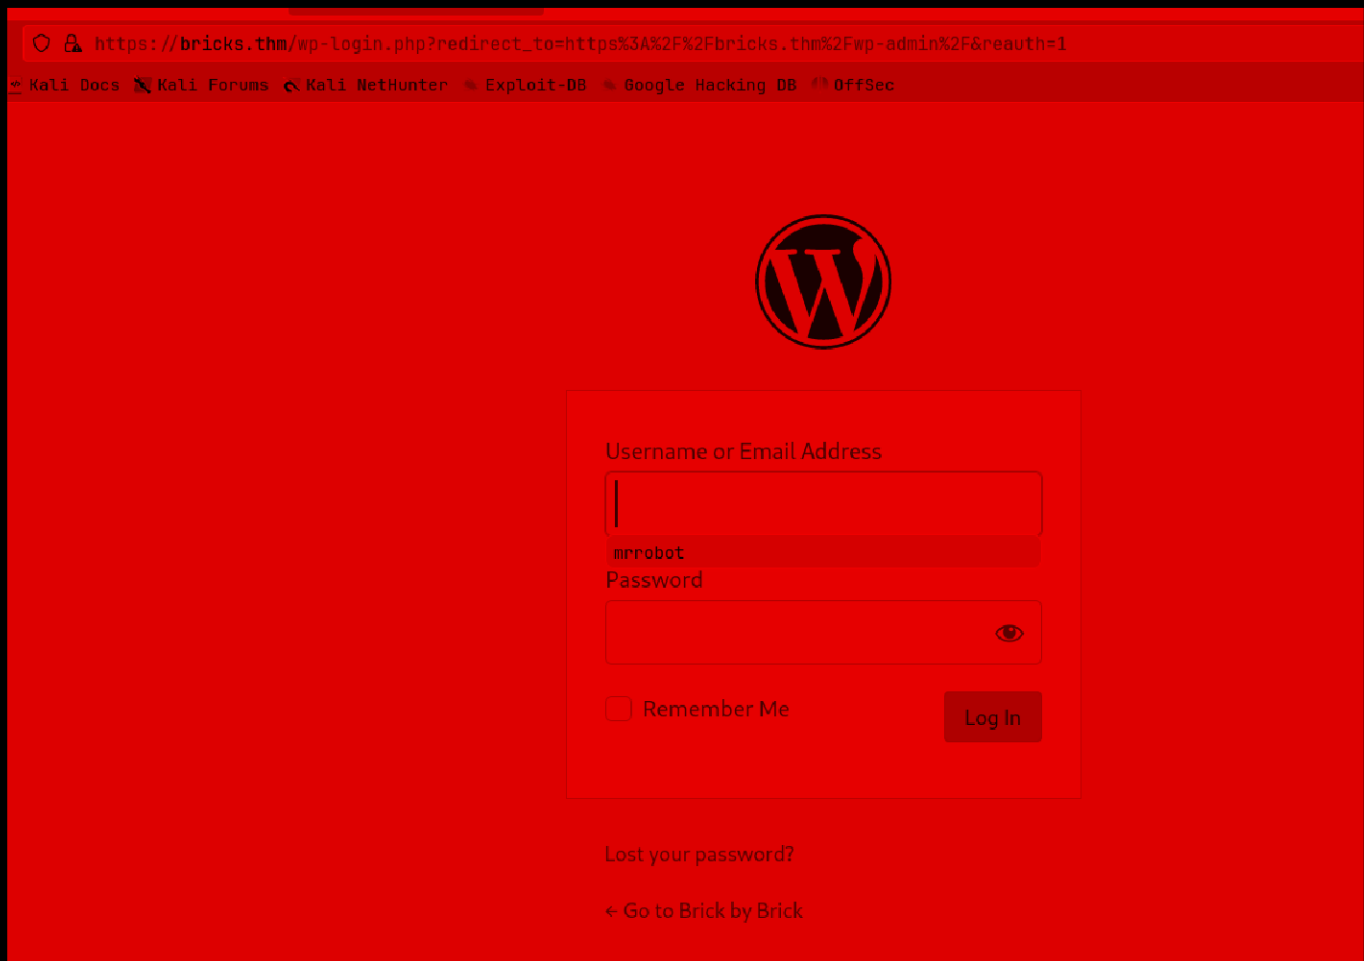 https://bricks.thm/wp-login.php?redirect_to=https%3A%2F%2Fbricks.thm%2Fwp-admin%2F&reauth=1
Kali Docs Kali Forums Kali NetHunter Exploit-DB Google Hacking DB OffSec
Username or Email Address
mrrobot
Password
Remember Me
Log In
Lost your password?
← Go to Brick by Brick